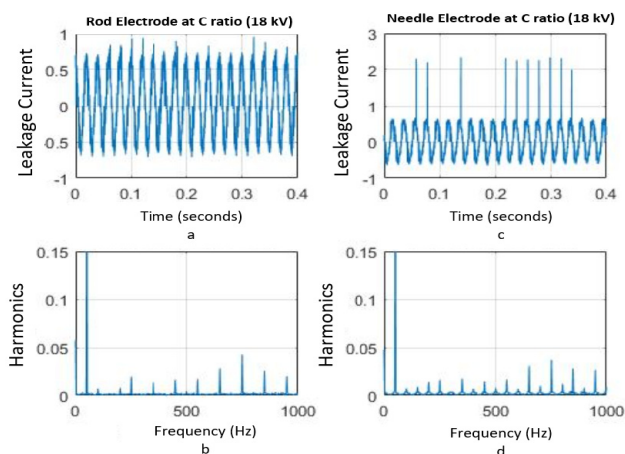 Rod Electrode at C ratio (18 kV)
1
0.5
0
-0.5
-1
Leakage Current
0 0.1 0.2 0.3 0.4
Time (seconds)
a
Needle Electrode at C ratio (18 kV)
3
2
1
0
-1
Leakage Current
0 0.1 0.2 0.3 0.4
Time (seconds)
c
0.15
0.1
0.05
0
Harmonics
0 500 1000
Frequency (Hz)
b
0.15
0.1
0.05
0
Harmonics
0 500 1000
Frequency (Hz)
d